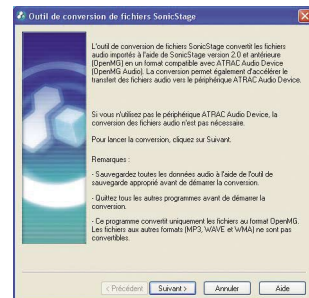 Outil de conversion de fichiers SonicStage
L'outil de conversion de fichiers SonicStage convertit les fichiers
audio importés à l'aide de SonicStage version 2.0 et antérieure
(OpenMG) en un format compatible avec ATRAC Audio Device
(OpenMG Audio). La conversion permet également d'accélérer le
transfert des fichiers audio vers le périphérique ATRAC Audio Device.
Si vous n'utilisez pas le périphérique ATRAC Audio Device, la
conversion des fichiers audio n'est pas nécessaire.
Pour lancer la conversion, cliquez sur Suivant.
Remarques :
- Sauvegardez toutes les données audio à l'aide de l'outil de
sauvegarde approprié avant de démarrer la conversion.
- Quittez tous les autres programmes avant de démarrer la
conversion.
- Ce programme convertit uniquement les fichiers au format OpenMG.
Les fichiers aux autres formats (MP3, WAVE et WMA) ne sont pas
convertibles.
< Précédent Suivant > Annuler Aide